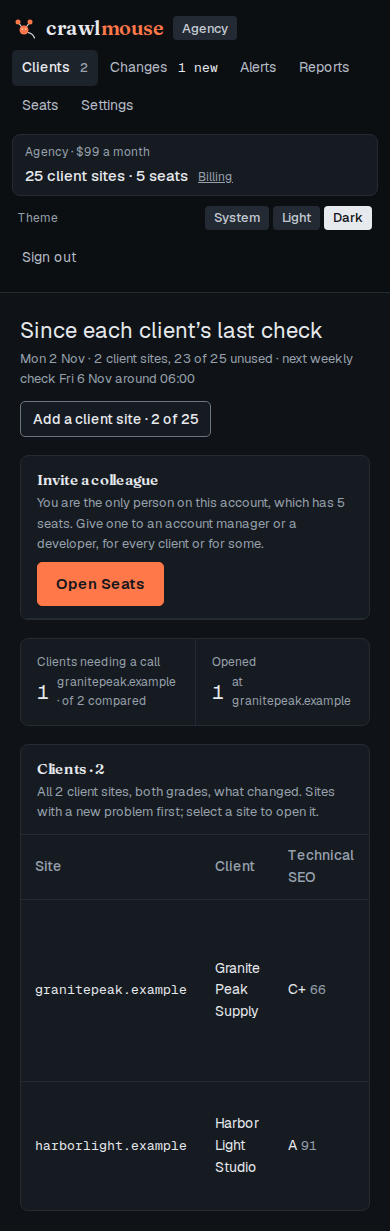 crawlmouse Agency
Clients 2 Changes 1 new Alerts Reports
Seats Settings
Agency · $99 a month
25 client sites · 5 seats Billing
Theme System Light Dark
Sign out
Since each client’s last check
Mon 2 Nov · 2 client sites, 23 of 25 unused · next weekly
check Fri 6 Nov around 06:00
Add a client site · 2 of 25
Invite a colleague
You are the only person on this account, which has 5
seats. Give one to an account manager or a
developer, for every client or for some.
Open Seats
Clients needing a call
1 granitepeak.example
· of 2 compared
Opened
1 at
granitepeak.example
Clients · 2
All 2 client sites, both grades, what changed. Sites
with a new problem first; select a site to open it.
Site Client Technical
SEO
granitepeak.example Granite
Peak
Supply C+ 66
harborlight.example Harbor
Light
Studio A 91